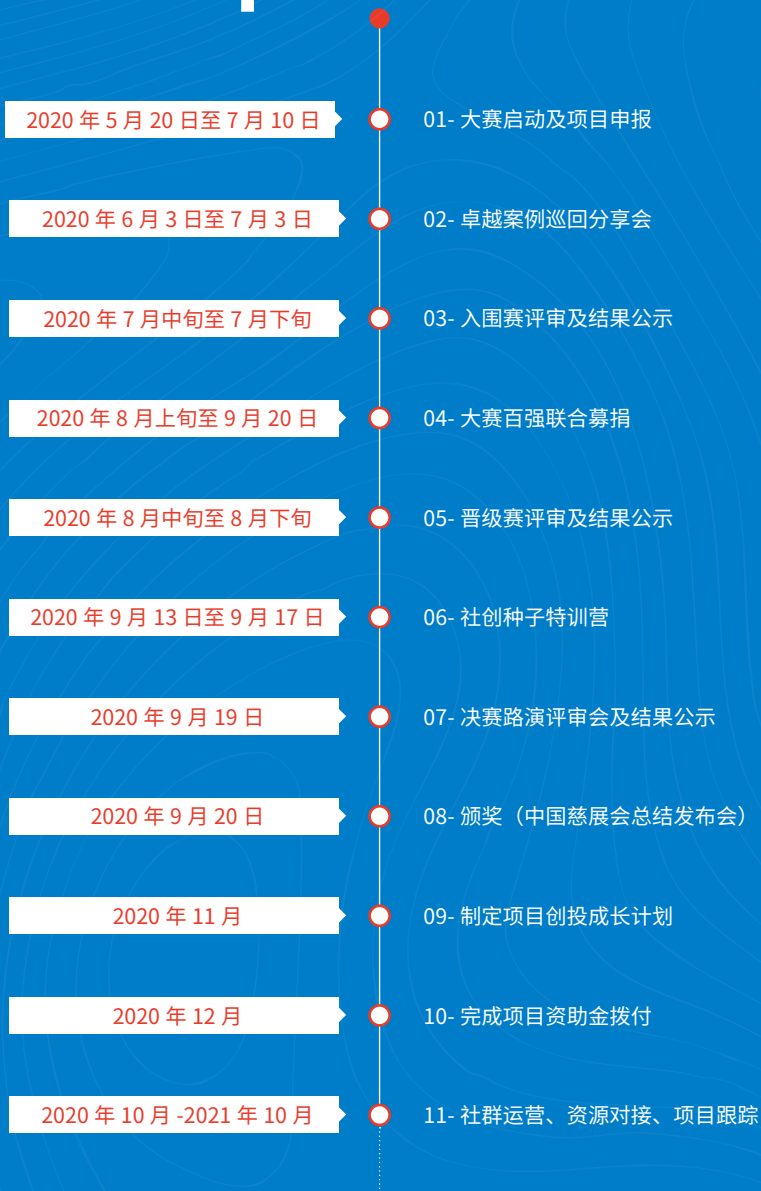 2020 年 5 月 20 日至 7 月 10 日
01- 大赛启动及项目申报
2020 年 6 月 3 日至 7 月 3 日
02- 卓越案例巡回分享会
2020 年 7 月中旬至 7 月下旬
03- 入围赛评审及结果公示
2020 年 8 月上旬至 9 月 20 日
04- 大赛百强联合募捐
2020 年 8 月中旬至 8 月下旬
05- 晋级赛评审及结果公示
2020 年 9 月 13 日至 9 月 17 日
06- 社创种子特训营
2020 年 9 月 19 日
07- 决赛路演评审会及结果公示
2020 年 9 月 20 日
08- 颁奖（中国慈展会总结发布会）
2020 年 11 月
09- 制定项目创投成长计划
2020 年 12 月
10- 完成项目资助金拨付
2020 年 10 月 -2021 年 10 月
11- 社群运营、资源对接、项目跟踪